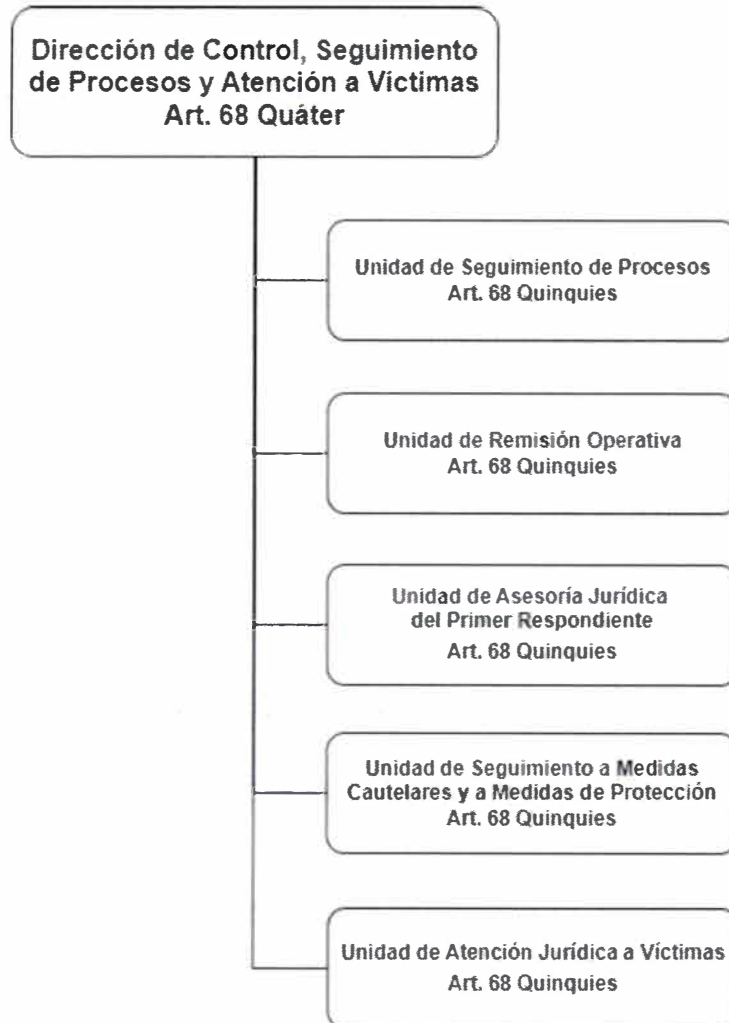 Dirección de Control, Seguimiento
de Procesos y Atención a Víctimas
Art. 68 Quáter
Unidad de Seguimiento de Procesos
Art. 68 Quinquies
Unidad de Remisión Operativa
Art. 68 Quinquies
Unidad de Asesoría Jurídica
del Primer Respondiente
Art. 68 Quinquies
Unidad de Seguimiento a Medidas
Cautelares y a Medidas de Protección
Art. 68 Quinquies
Unidad de Atención Jurídica a Víctimas
Art. 68 Quinquies